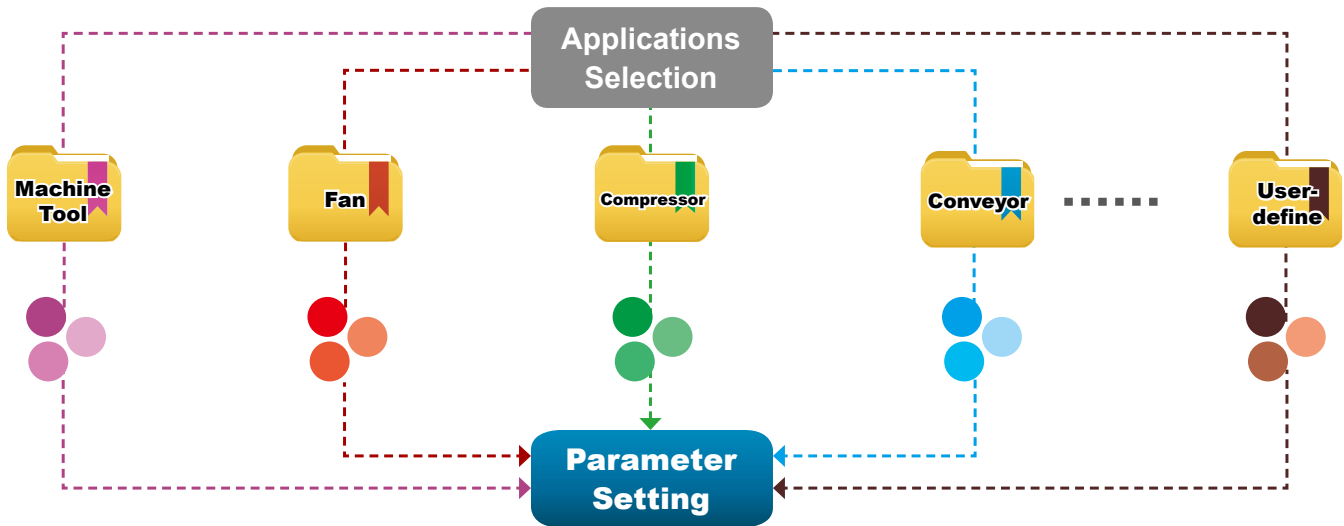 Applications
Selection
Machine
Tool
Fan
Compressor
Conveyor
User-
define
Parameter
Setting